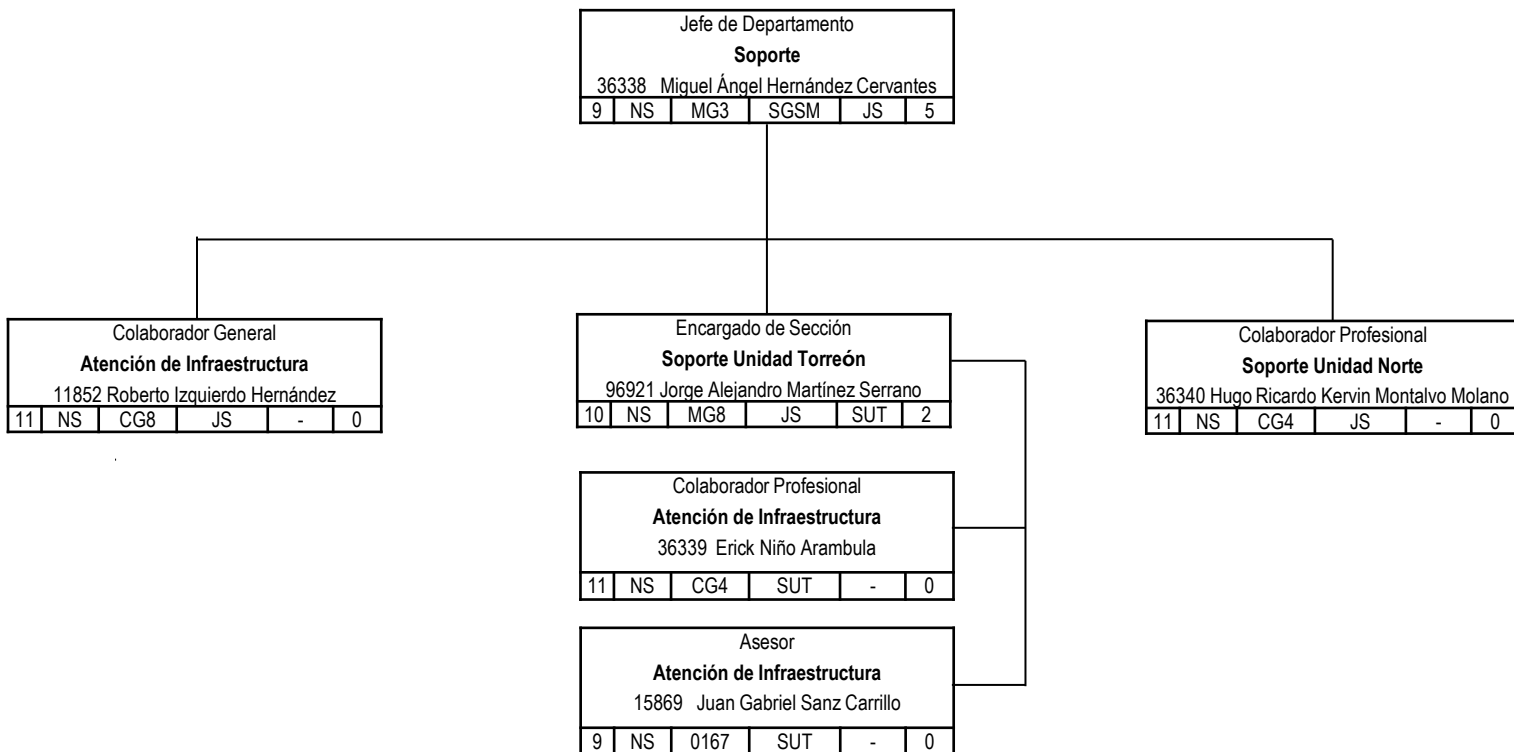 Jefe de Departamento
Soporte
36338 Miguel Ángel Hernández Cervantes
9 NS MG3 SGSM JS 5
Colaborador General
Atención de Infraestructura
11852 Roberto Izquierdo Hernández
11 NS CG8 JS - 0
Encargado de Sección
Soporte Unidad Torreón
96921 Jorge Alejandro Martínez Serrano
10 NS MG8 JS SUT 2
Colaborador Profesional
Soporte Unidad Norte
36340 Hugo Ricardo Kervin Montalvo Molano
11 NS CG4 JS - 0
Colaborador Profesional
Atención de Infraestructura
36339 Erick Niño Arambula
11 NS CG4 SUT - 0
Asesor
Atención de Infraestructura
15869 Juan Gabriel Sanz Carrillo
9 NS 0167 SUT - 0